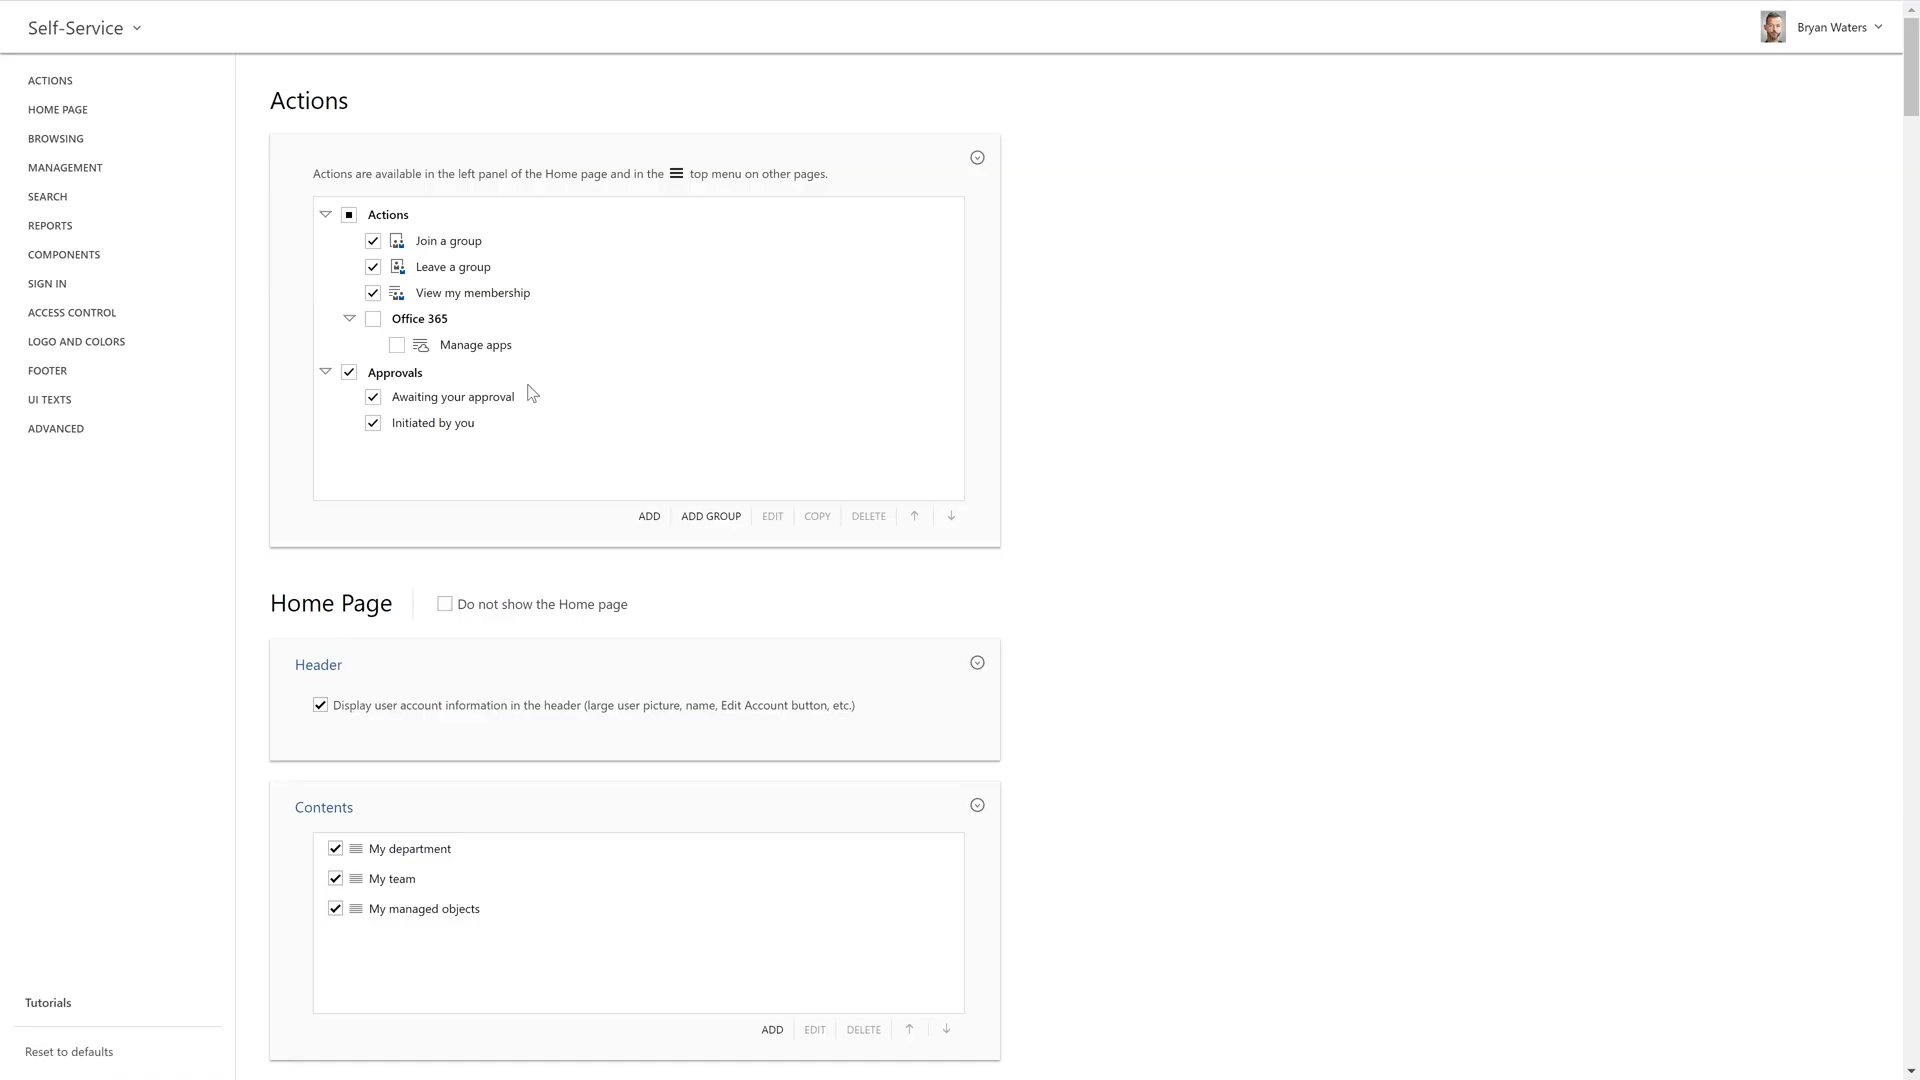 Self-Service
Bryan Waters
ACTIONS
HOME PAGE
BROWSING
MANAGEMENT
SEARCH
REPORTS
COMPONENTS
SIGN IN
ACCESS CONTROL
LOGO AND COLORS
FOOTER
UI TEXTS
ADVANCED
Tutorials
Reset to defaults
Actions
Actions are available in the left panel of the Home page and in the top menu on other pages.
Actions
Join a group
Leave a group
View my membership
Office 365
Manage apps
Approvals
Awaiting your approval
Initiated by you
ADD ADD GROUP EDIT COPY DELETE
Home Page Do not show the Home page
Header
Display user account information in the header (large user picture, name, Edit Account button, etc.)
Contents
My department
My team
My managed objects
ADD EDIT DELETE